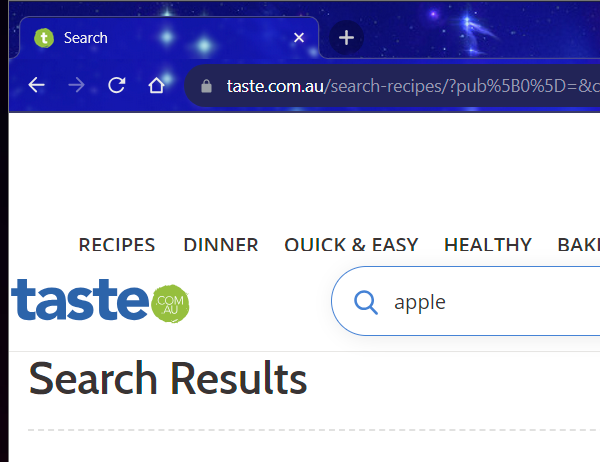 Search
taste.com.au/search-recipes/?pub%5B0%5D=&c
RECIPES DINNER QUICK & EASY HEALTHY BAKI
taste .COM .AU
apple
Search Results